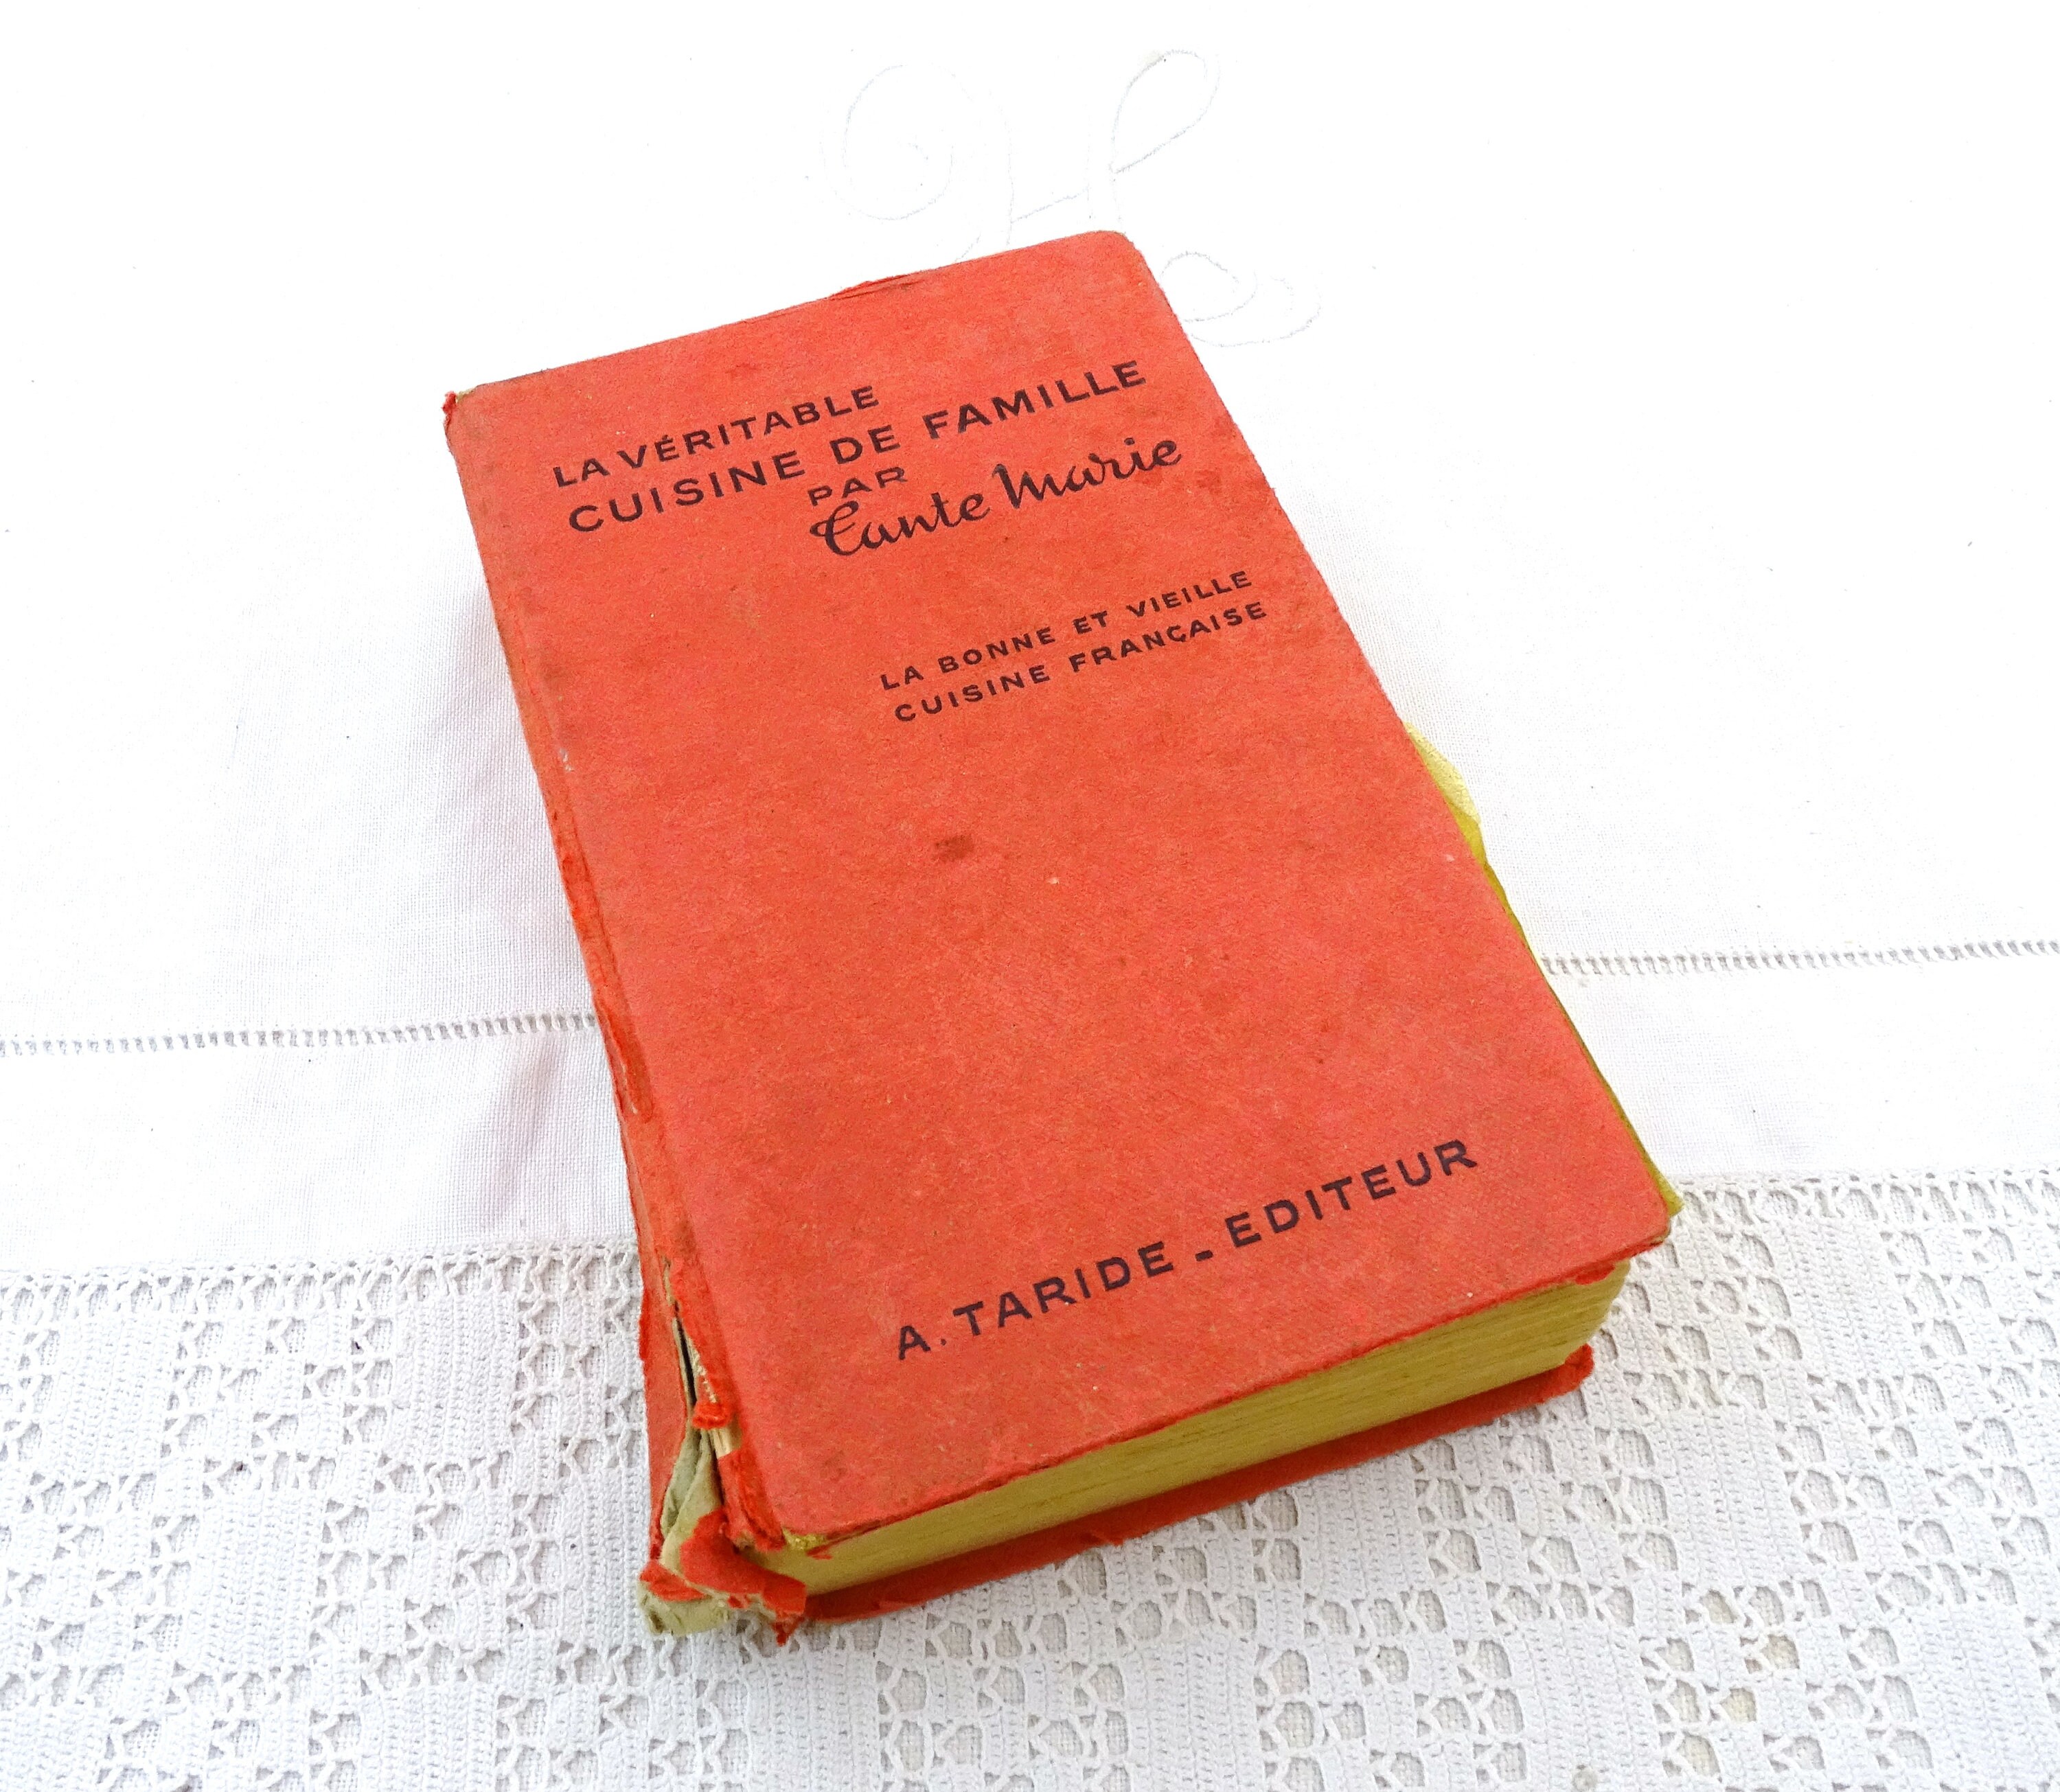 LA VÉRITABLE
CUISINE DE FAMILLE
PAR
Tante Marie
LA BONNE ET VIEILLE
CUISINE FRANÇAISE
A. TARIDE - EDITEUR